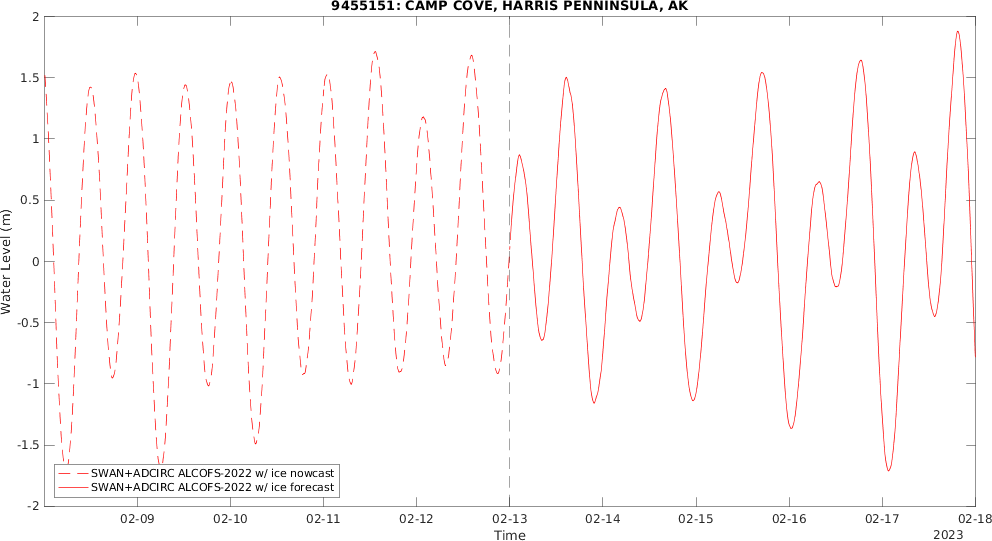 9455151: CAMP COVE, HARRIS PENNINSULA, AK
2
1.5
1
0.5
0
-0.5
-1
-1.5
-2
Water Level (m)
SWAN+ADCIRC ALCOFS-2022 w/ ice nowcast
SWAN+ADCIRC ALCOFS-2022 w/ ice forecast
02-09 02-10 02-11 02-12 02-13 02-14 02-15 02-16 02-17 02-18
Time
2023